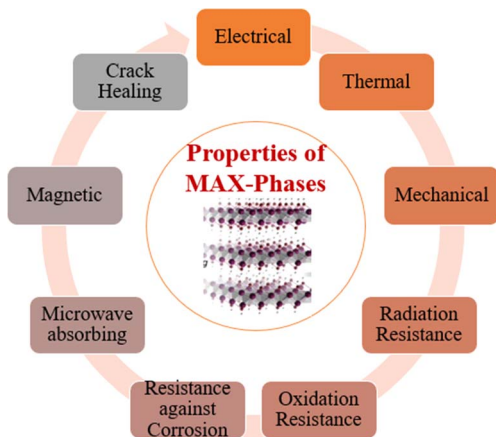 Electrical
Thermal
Mechanical
Radiation
Resistance
Oxidation
Resistance
Resistance
against
Corrosion
Microwave
absorbing
Magnetic
Crack
Healing
Properties of
MAX-Phases